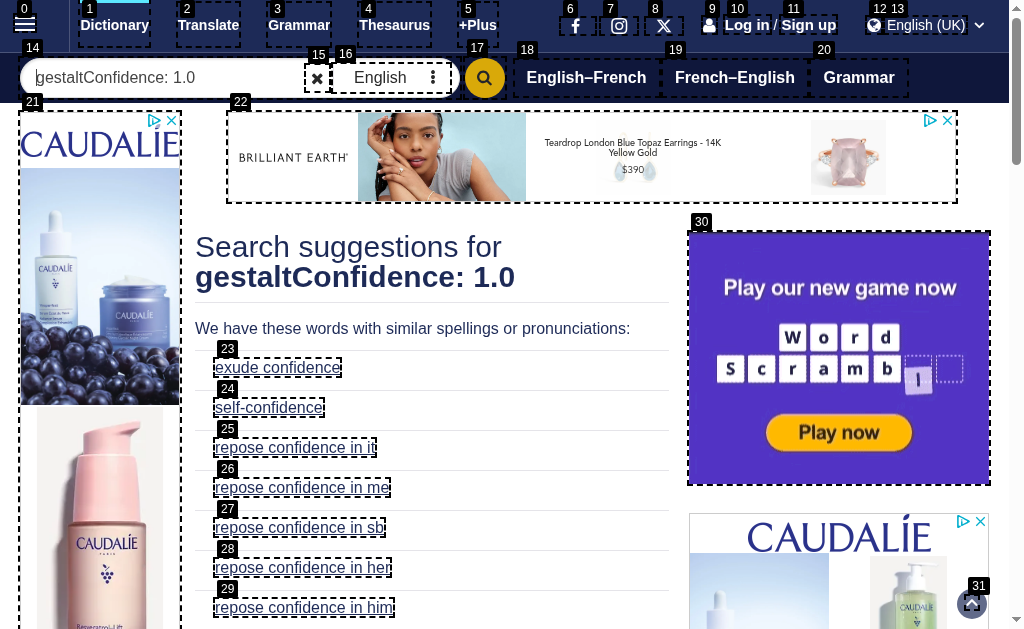 0
1
2
3
4
5
6
7
8
9
10
11
12
13
Dictionary
Translate
Grammar
Thesaurus
+Plus
Log in / Sign up
English (UK)
14
15
16
17
18
19
20
gestaltConfidence: 1.0
English
English–French
French–English
Grammar
21
22
CAUDALIE
BRILLIANT EARTH
Teardrop London Blue Topaz Earrings - 14K
Yellow Gold
$390
CAUDALIE
CAUDALIE
CAUDALIE
30
Search suggestions for
gestaltConfidence: 1.0
We have these words with similar spellings or pronunciations:
23
exude confidence
24
self-confidence
25
repose confidence in it
26
repose confidence in me
27
repose confidence in sb
28
repose confidence in her
29
repose confidence in him
Play our new game now
Word
Scrambl
Play now
CAUDALÍE
CAUDALÍE
31